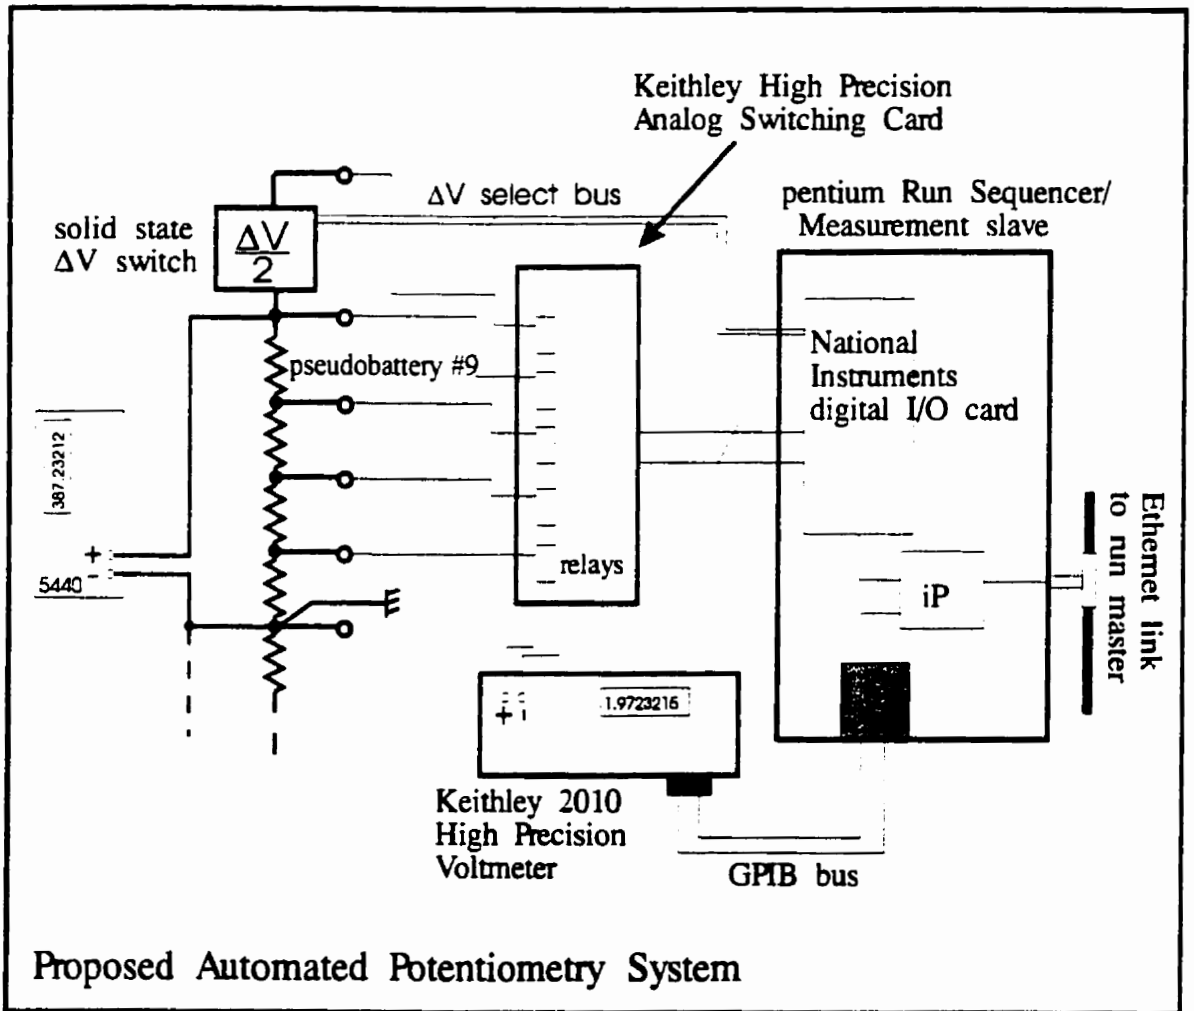 Keithley High Precision
Analog Switching Card
ΔV select bus
pentium Run Sequencer/
Measurement slave
solid state
ΔV switch
ΔV
2
pseudobattery #9
National
Instruments
digital I/O card
387.23212
+
-
5440
relays
iP
Ethernet link
to run master
+
1.9723215
Keithley 2010
High Precision
Voltmeter
GPIB bus
Proposed Automated Potentiometry System